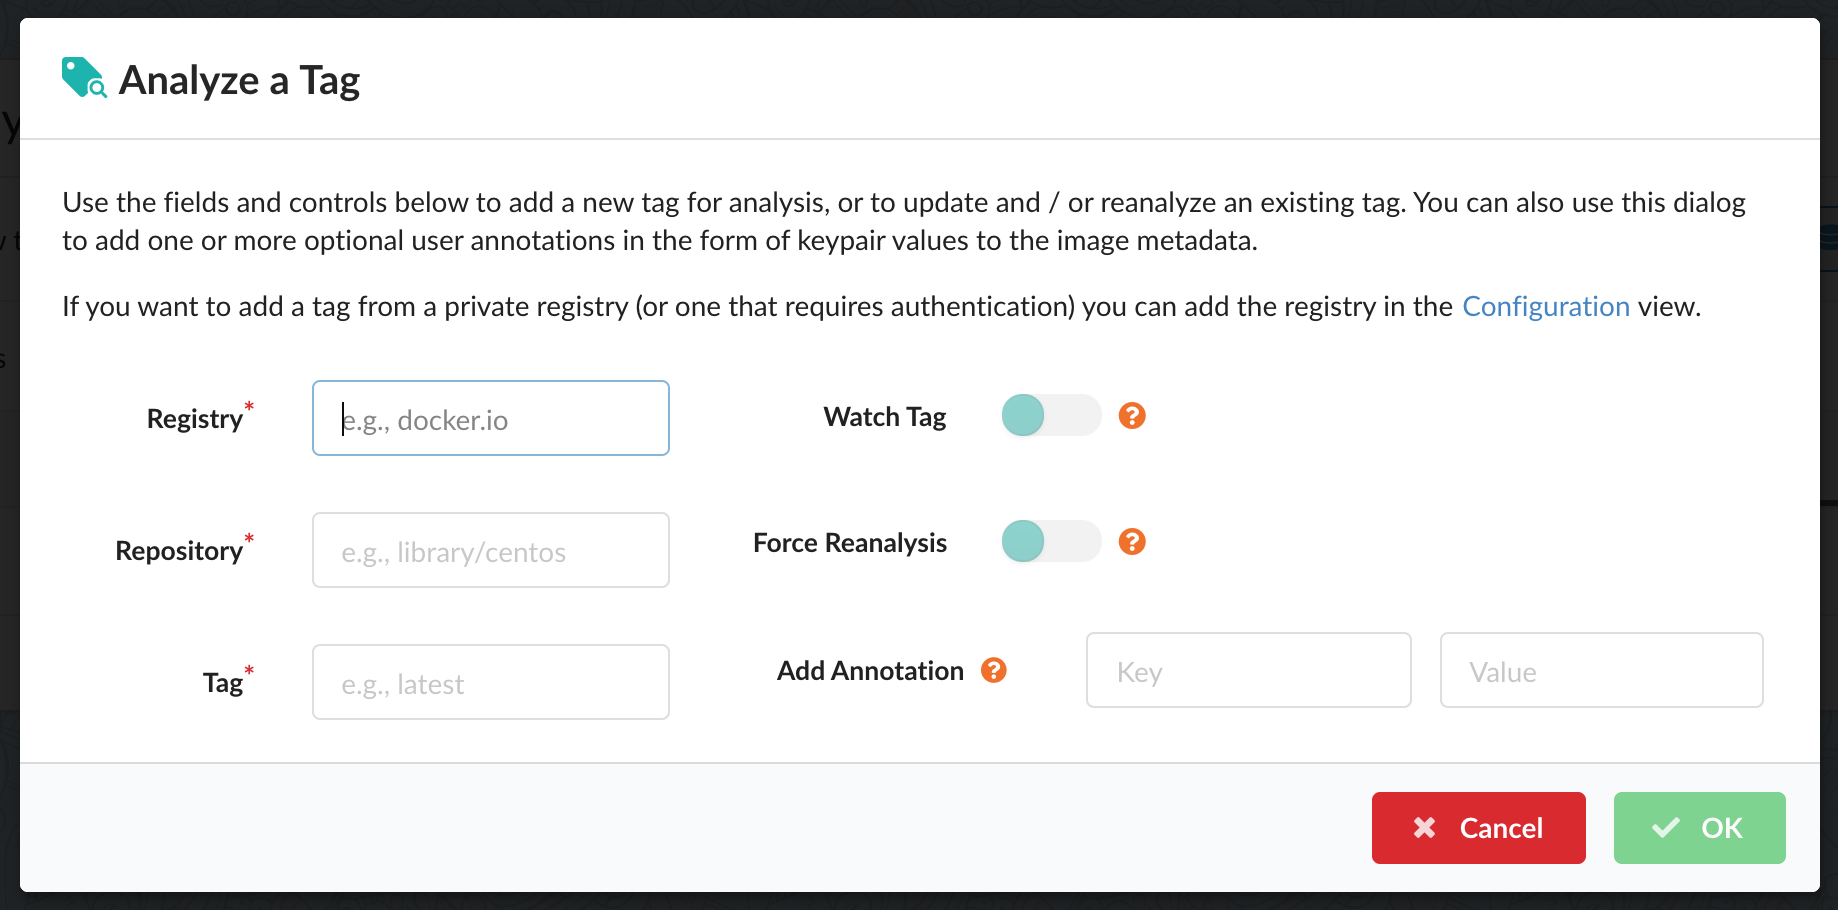 Analyze a Tag
Use the fields and controls below to add a new tag for analysis, or to update and / or reanalyze an existing tag. You can also use this dialog
to add one or more optional user annotations in the form of keypair values to the image metadata.
If you want to add a tag from a private registry (or one that requires authentication) you can add the registry in the Configuration view.
Registry* e.g., docker.io Watch Tag ?
Repository* e.g., library/centos Force Reanalysis ?
Tag* e.g., latest Add Annotation ? Key Value
Cancel OK